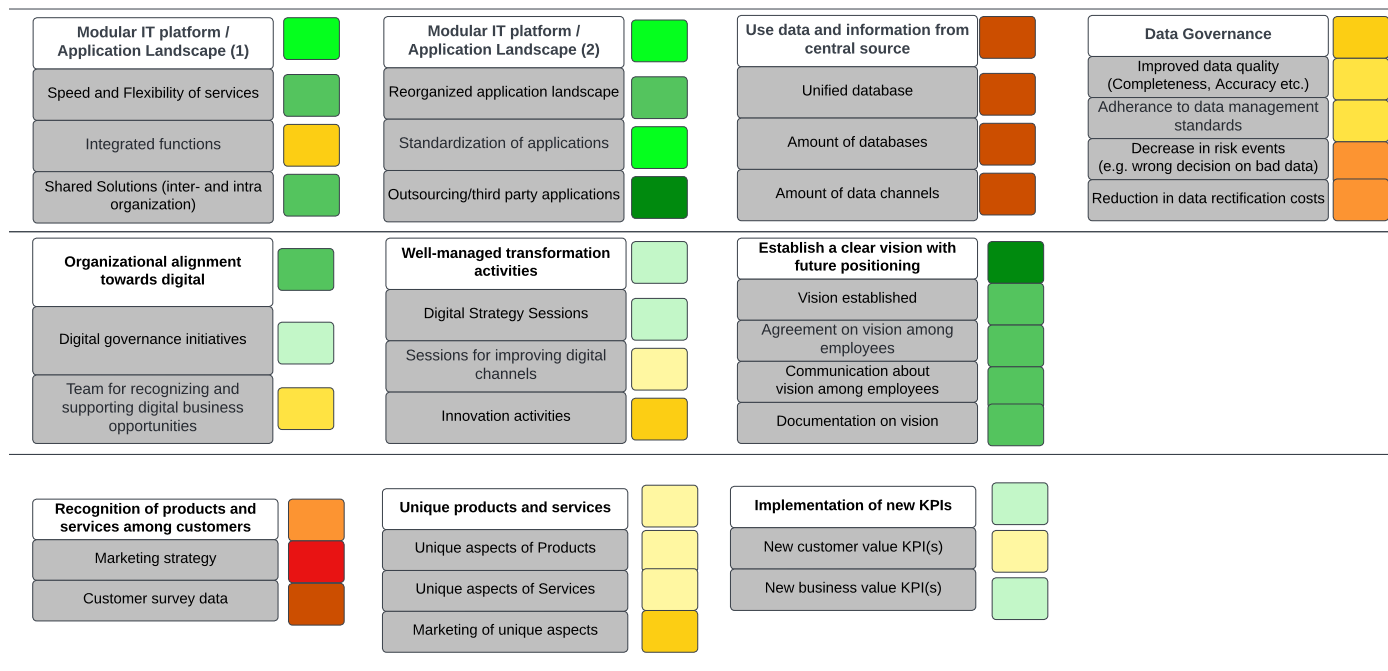 Modular IT platform /
Application Landscape (1)
Speed and Flexibility of services
Integrated functions
Shared Solutions (inter- and intra
organization)
Modular IT platform /
Application Landscape (2)
Reorganized application landscape
Standardization of applications
Outsourcing/third party applications
Use data and information from
central source
Unified database
Amount of databases
Amount of data channels
Data Governance
Improved data quality
(Completeness, Accuracy etc.)
Adherance to data management
standards
Decrease in risk events
(e.g. wrong decision on bad data)
Reduction in data rectification costs
Organizational alignment
towards digital
Digital governance initiatives
Team for recognizing and
supporting digital business
opportunities
Well-managed transformation
activities
Digital Strategy Sessions
Sessions for improving digital
channels
Innovation activities
Establish a clear vision with
future positioning
Vision established
Agreement on vision among
employees
Communication about
vision among employees
Documentation on vision
Recognition of products and
services among customers
Marketing strategy
Customer survey data
Unique products and services
Unique aspects of Products
Unique aspects of Services
Marketing of unique aspects
Implementation of new KPIs
New customer value KPI(s)
New business value KPI(s)